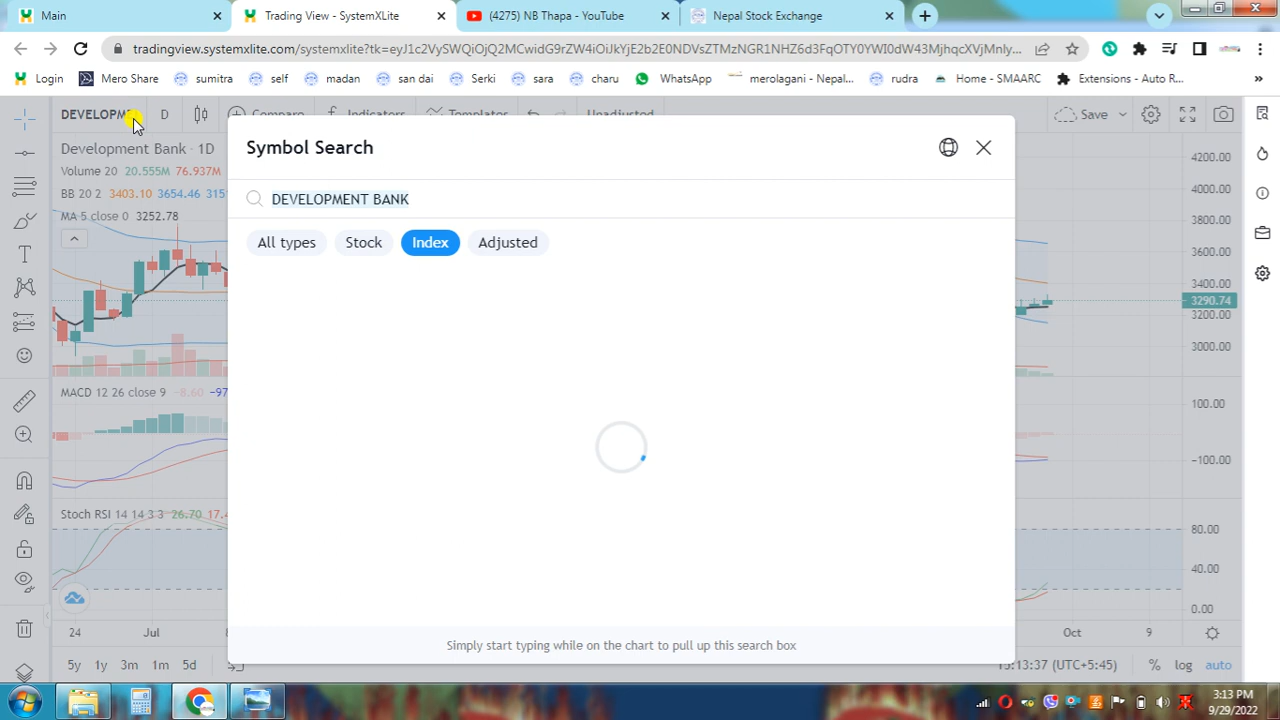 Main
Trading View - SystemXLite
(4275) NB Thapa - YouTube
Nepal Stock Exchange
Login
Mero Share
sumitra
self
madan
san dai
Serki
sara
charu
WhatsApp
merolagani - Nepal...
rudra
Home - SMAARC
Extensions - Auto R...
»
DEVELOPM
D
Compare
Indicators
Templates
Unadjusted
Save
Symbol Search
DEVELOPMENT BANK
All types
Stock
Index
Adjusted
Simply start typing while on the chart to pull up this search box
Development Bank · 1D
Volume 20 20.555M 76.937M
BB 20 2 3403.10 3654.46 315
MA 5 close 0 3252.78
MACD 12 26 close 9 -8.60 -97
Stoch RSI 14 14 3 3 26.70 17.4
4200.00
4000.00
3800.00
3600.00
3400.00
3290.74
3200.00
3000.00
100.00
-100.00
80.00
40.00
0.00
24
Jul
Oct
9
5y 1y 3m 1m 5d
15:13:37 (UTC+5:45)
% log auto
3:13 PM
9/29/2022